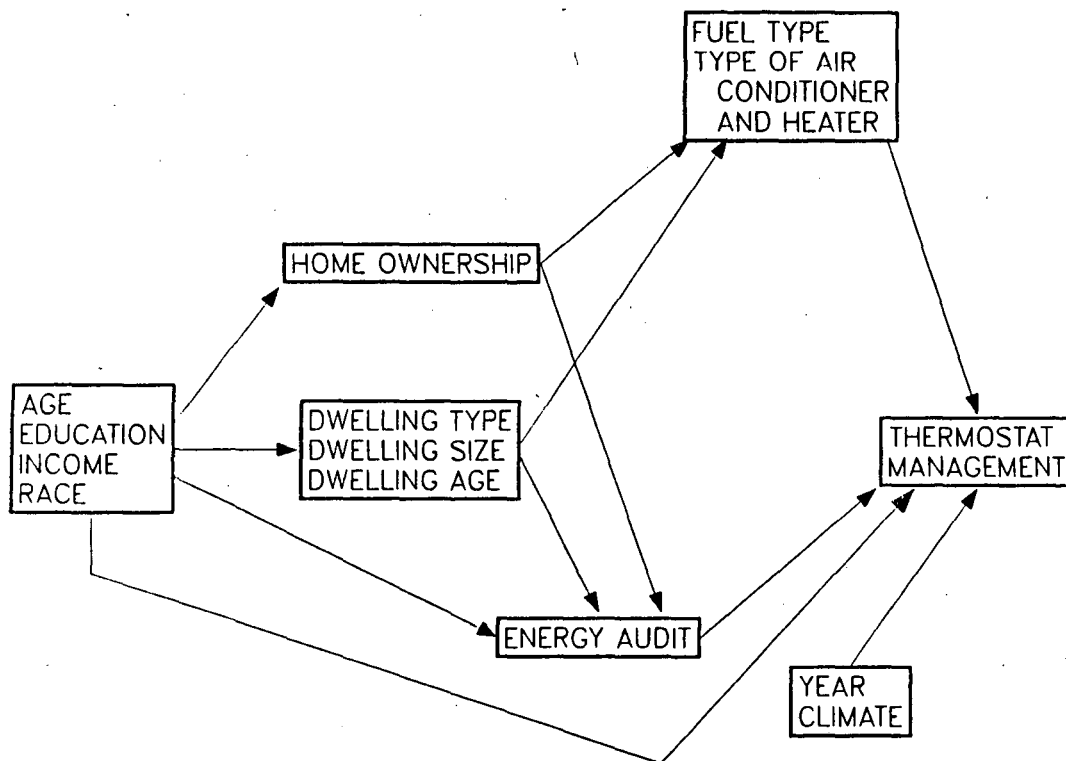 FUEL TYPE
TYPE OF AIR
CONDITIONER
AND HEATER
HOME OWNERSHIP
AGE
EDUCATION
INCOME
RACE
DWELLING TYPE
DWELLING SIZE
DWELLING AGE
THERMOSTAT
MANAGEMENT
ENERGY AUDIT
YEAR
CLIMATE